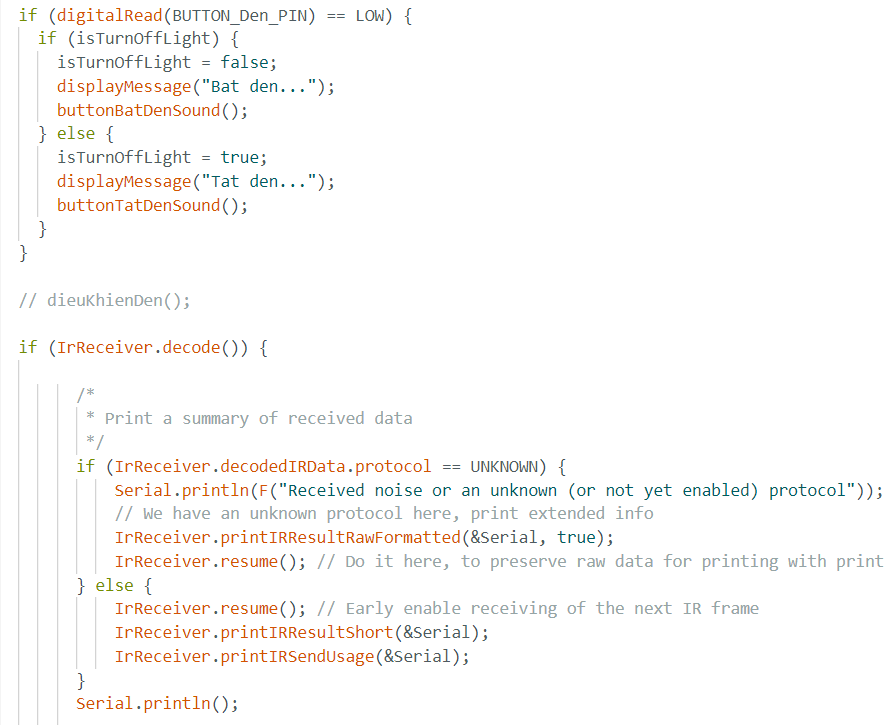 if (digitalRead(BUTTON_Den_PIN) == LOW) {
if (isTurnOffLight) {
isTurnOffLight = false;
displayMessage("Bat den...");
buttonBatDenSound();
} else {
isTurnOffLight = true;
displayMessage("Tat den...");
buttonTatDenSound();
}
}
// dieuKhienDen();
if (IrReceiver.decode()) {
/*
* Print a summary of received data
*/
if (IrReceiver.decodedIRData.protocol == UNKNOWN) {
Serial.println(F("Received noise or an unknown (or not yet enabled) protocol"));
// We have an unknown protocol here, print extended info
IrReceiver.printIRResultRawFormatted(&Serial, true);
IrReceiver.resume(); // Do it here, to preserve raw data for printing with print
} else {
IrReceiver.resume(); // Early enable receiving of the next IR frame
IrReceiver.printIRResultShort(&Serial);
IrReceiver.printIRSendUsage(&Serial);
}
Serial.println();